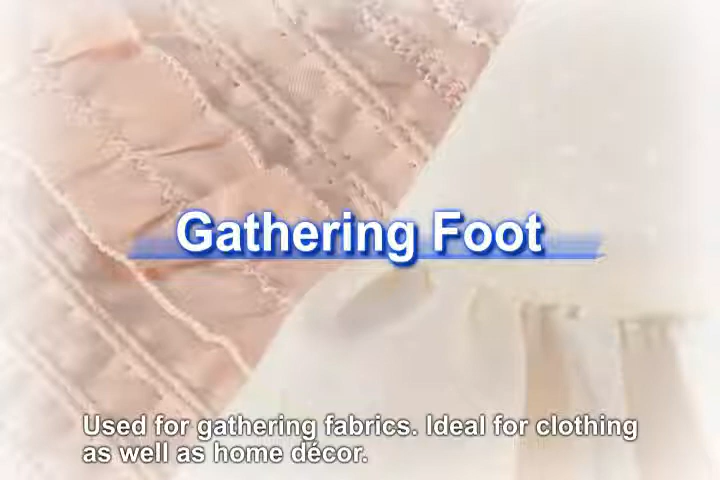 Gathering Foot
Used for gathering fabrics. Ideal for clothing
as well as home décor.